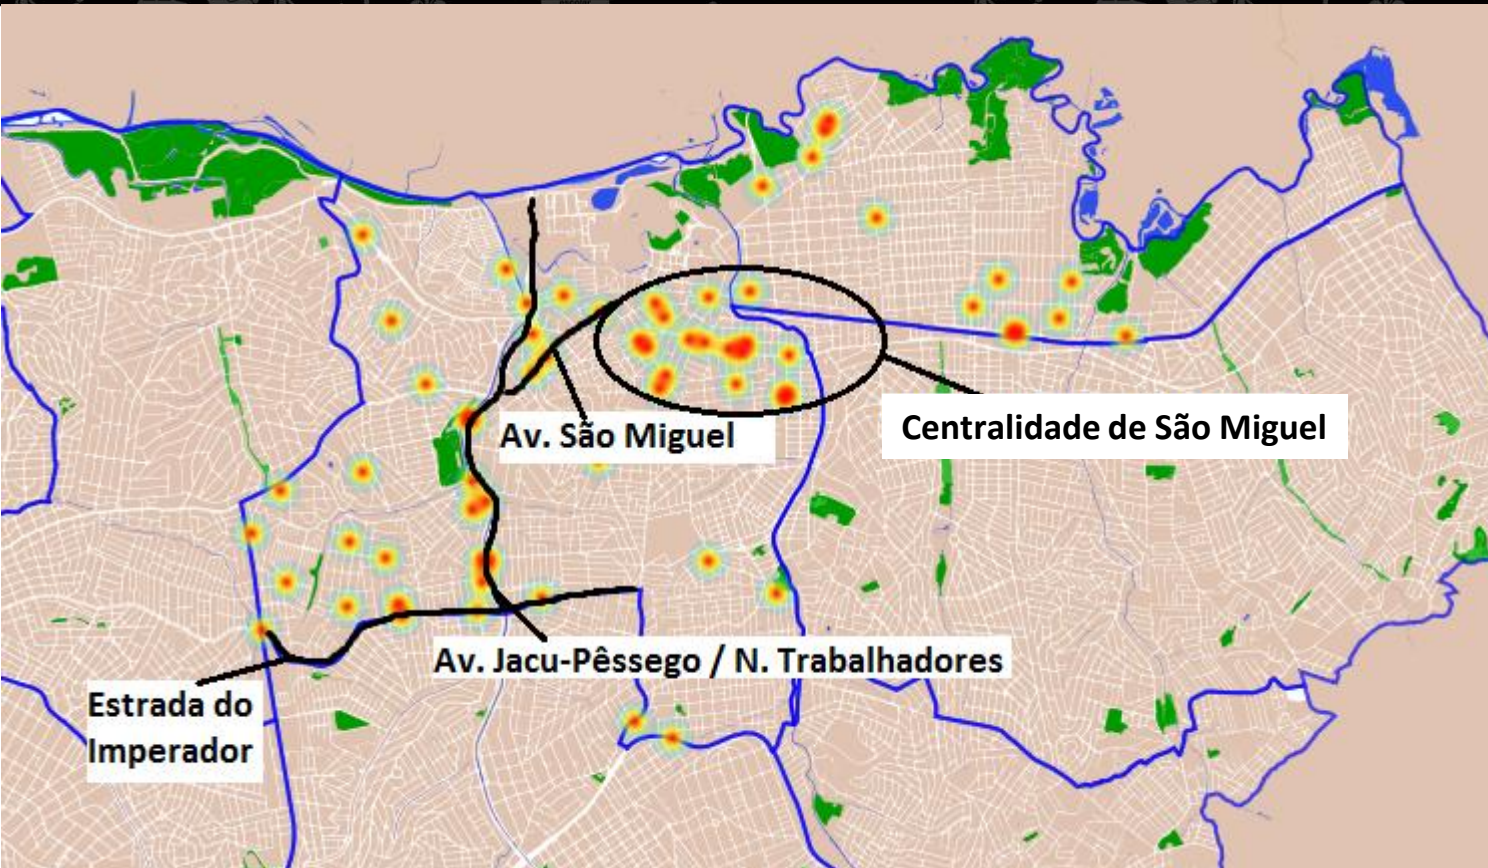 Av. São Miguel
Centralidade de São Miguel
Av. Jacu-Pêssego / N. Trabalhadores
Estrada do
Imperador